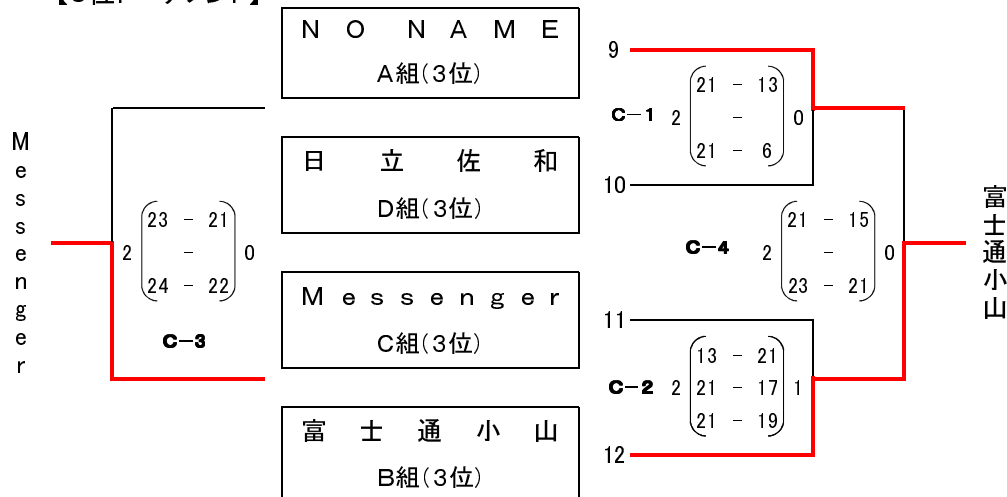 ＮＯ ＮＡＭＥ
Ａ組(３位)
日立佐和
Ｄ組(３位)
Ｍｅｓｓｅｎｇｅｒ
Ｃ組(３位)
富士通小山
Ｂ組(３位)
Ｍｅｓｓｅｎｇｅｒ
2
23 － 21
－
24 － 22
0
Ｃ－3
9
Ｃ－1
2
21 － 13
－
21 － 6
0
10
Ｃ－4
2
21 － 15
－
23 － 21
0
11
Ｃ－2
2
13 － 21
21 － 17
21 － 19
1
12
富士通小山